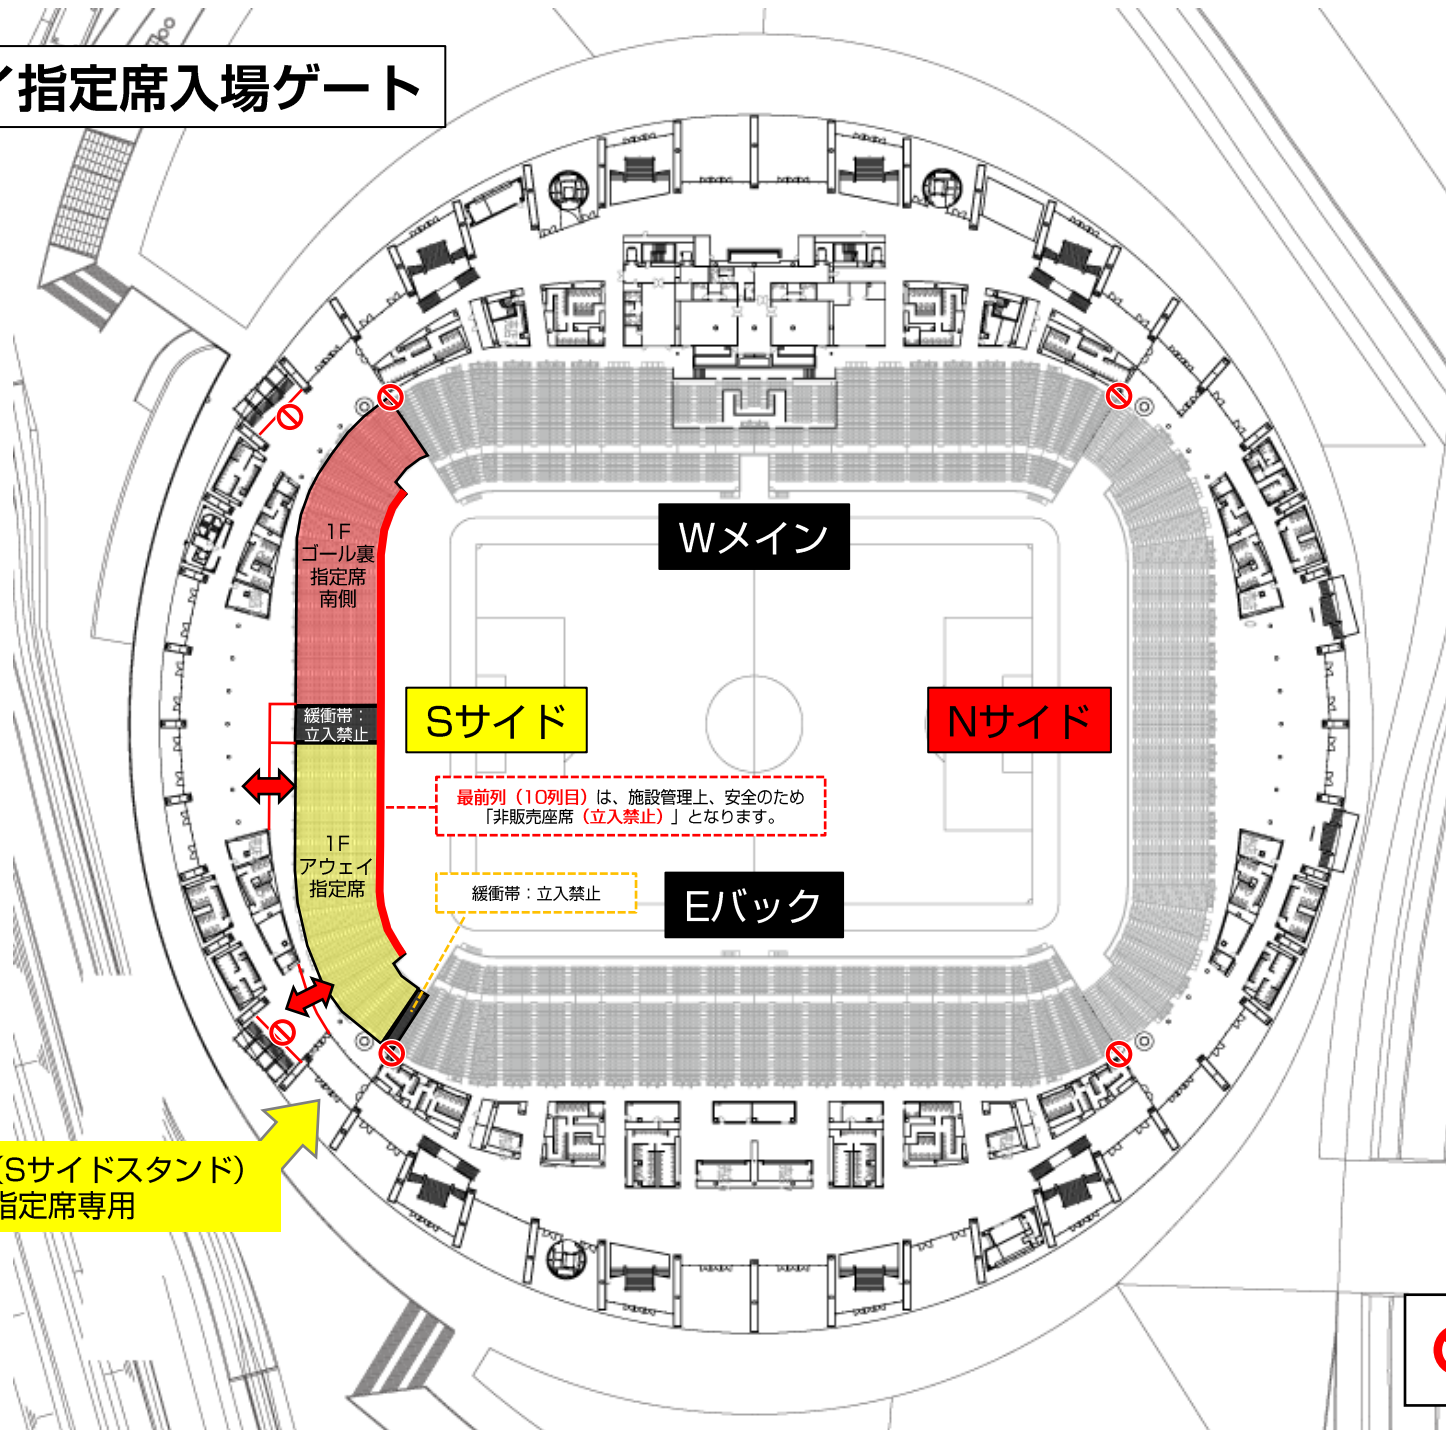 指定席入場ゲート
Wメイン
1F
ゴール裏
指定席
南側
緩衝帯：
立入禁止
Sサイド
Nサイド
最前列（10列目）は、施設管理上、安全のため
「非販売座席（立入禁止）」となります。
1F
アウェイ
指定席
緩衝帯：立入禁止
Eバック
（Sサイドスタンド）
指定席専用